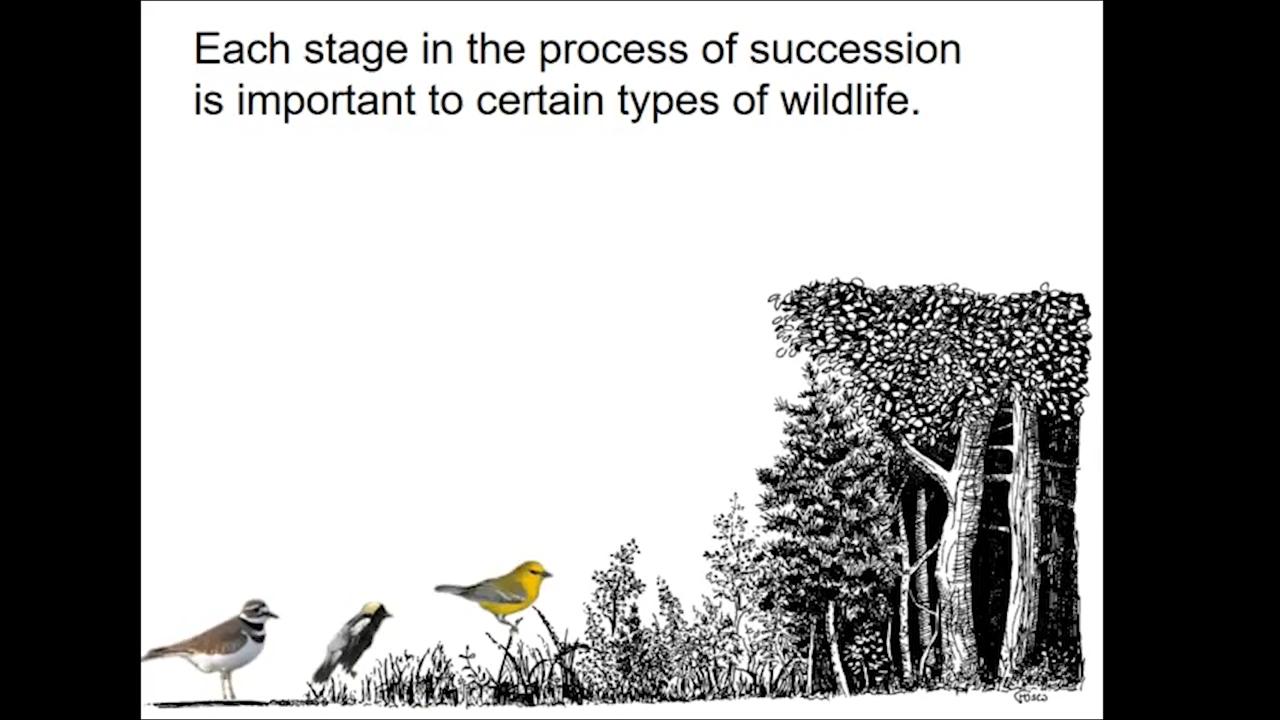 Each stage in the process of succession
is important to certain types of wildlife.